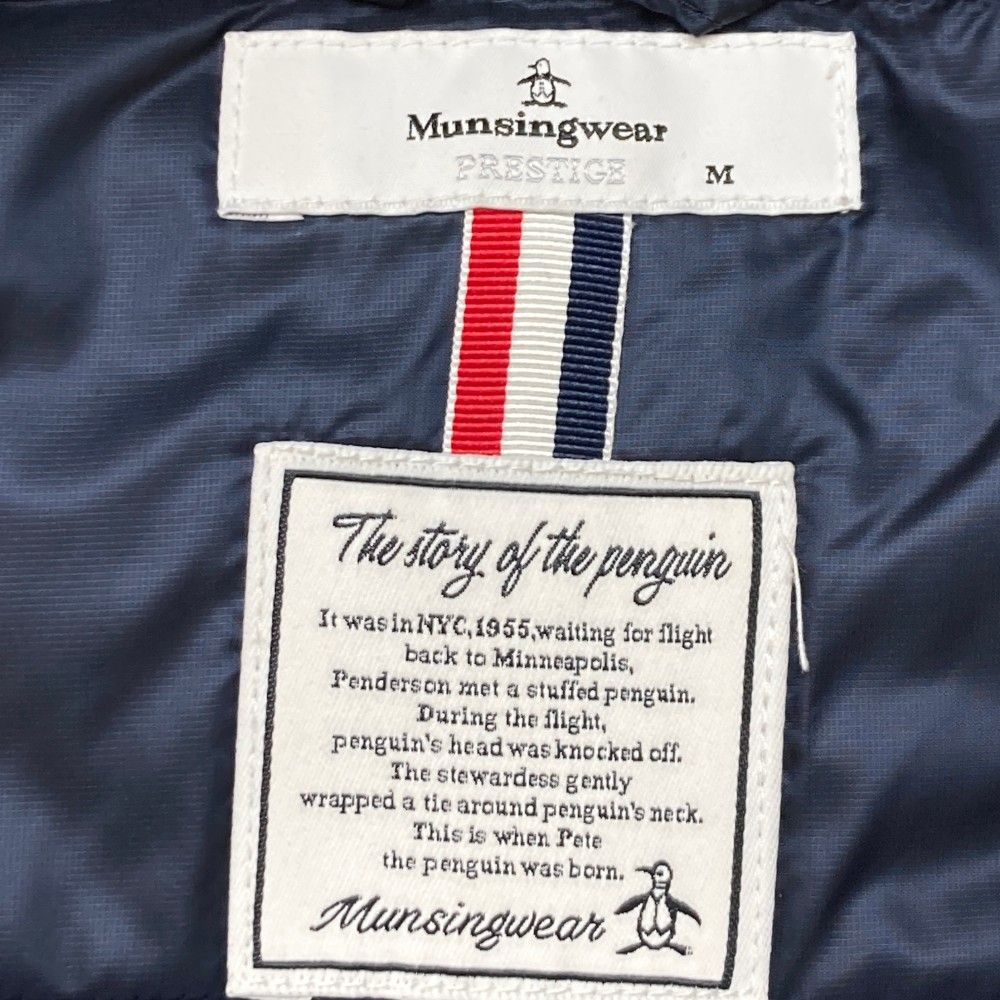 Munsingwear
PRESTIGE
M
The story of the penguin
It was in NYC, 1955, waiting for flight
back to Minneapolis,
Penderson met a stuffed penguin.
During the flight,
penguin's head was knocked off.
The stewardess gently
wrapped a tie around penguin's neck.
This is when Pete
the penguin was born.
Munsingwear